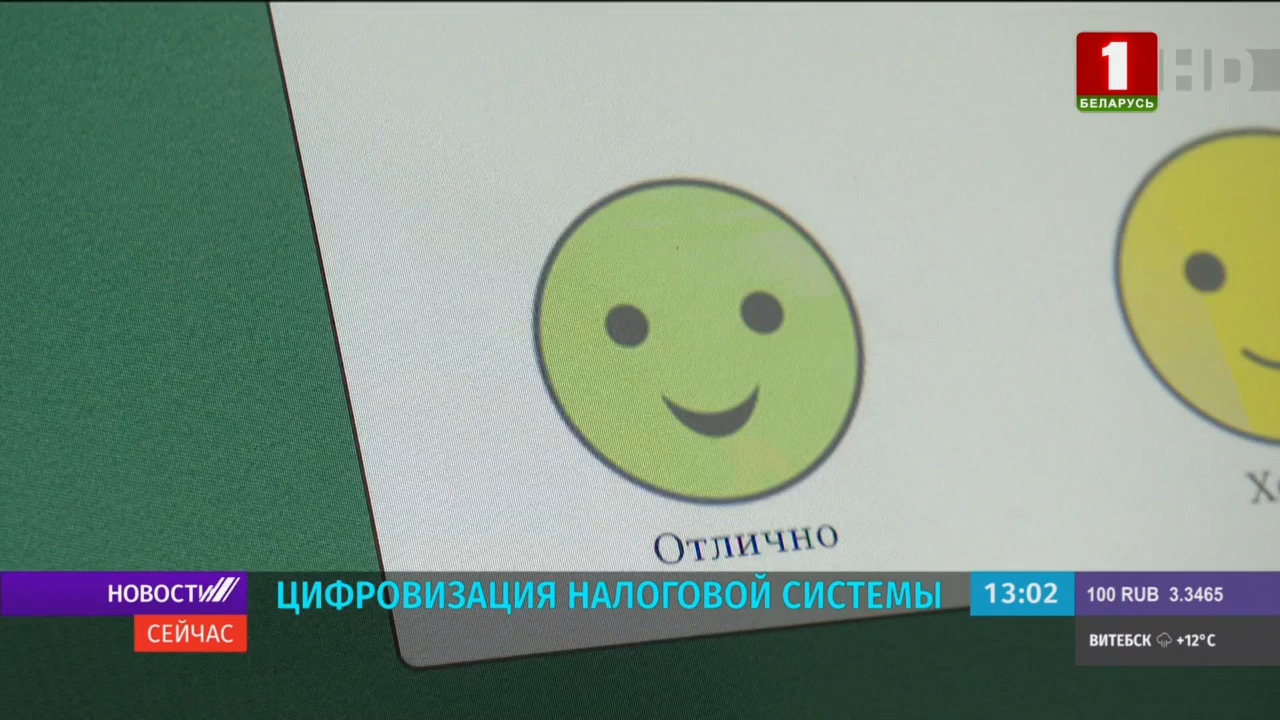 1 HD
БЕЛАРУСЬ
Отлично
НОВОСТИ
ЦИФРОВИЗАЦИЯ НАЛОГОВОЙ СИСТЕМЫ
13:02
100 RUB 3.3465
СЕЙЧАС
ВИТЕБСК +12°C